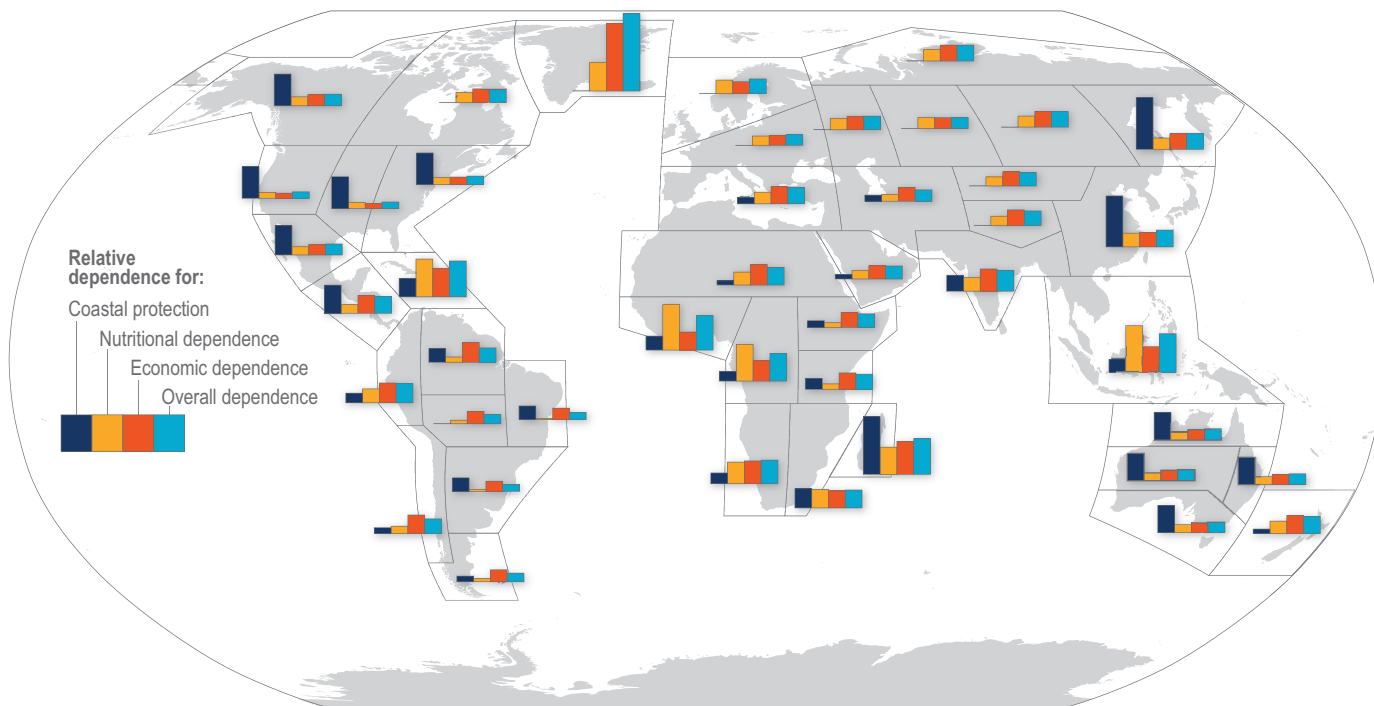 Relative
dependence for:
Coastal protection
Nutritional dependence
Economic dependence
Overall dependence